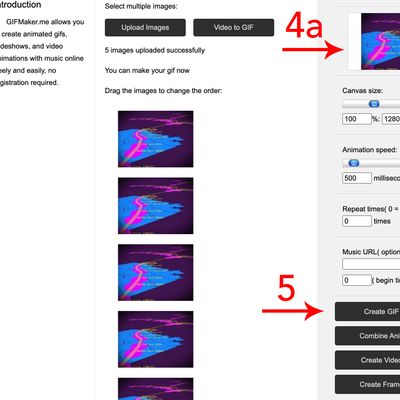 ntroduction
GIFMaker.me allows you
create animated gifs,
deshows, and video
nimations with music online
eely and easily, no
gistration required.
Select multiple images:
Upload Images
Video to GIF
5 images uploaded successfully
You can make your gif now
Drag the images to change the order:
4a
Canvas size:
100 %: 1280
Animation speed:
500 millisecc
Repeat times( 0 =
0 times
Music URL( option
0 ( begin tir
5
Create GIF
Combine Ani
Create Video
Create Frame